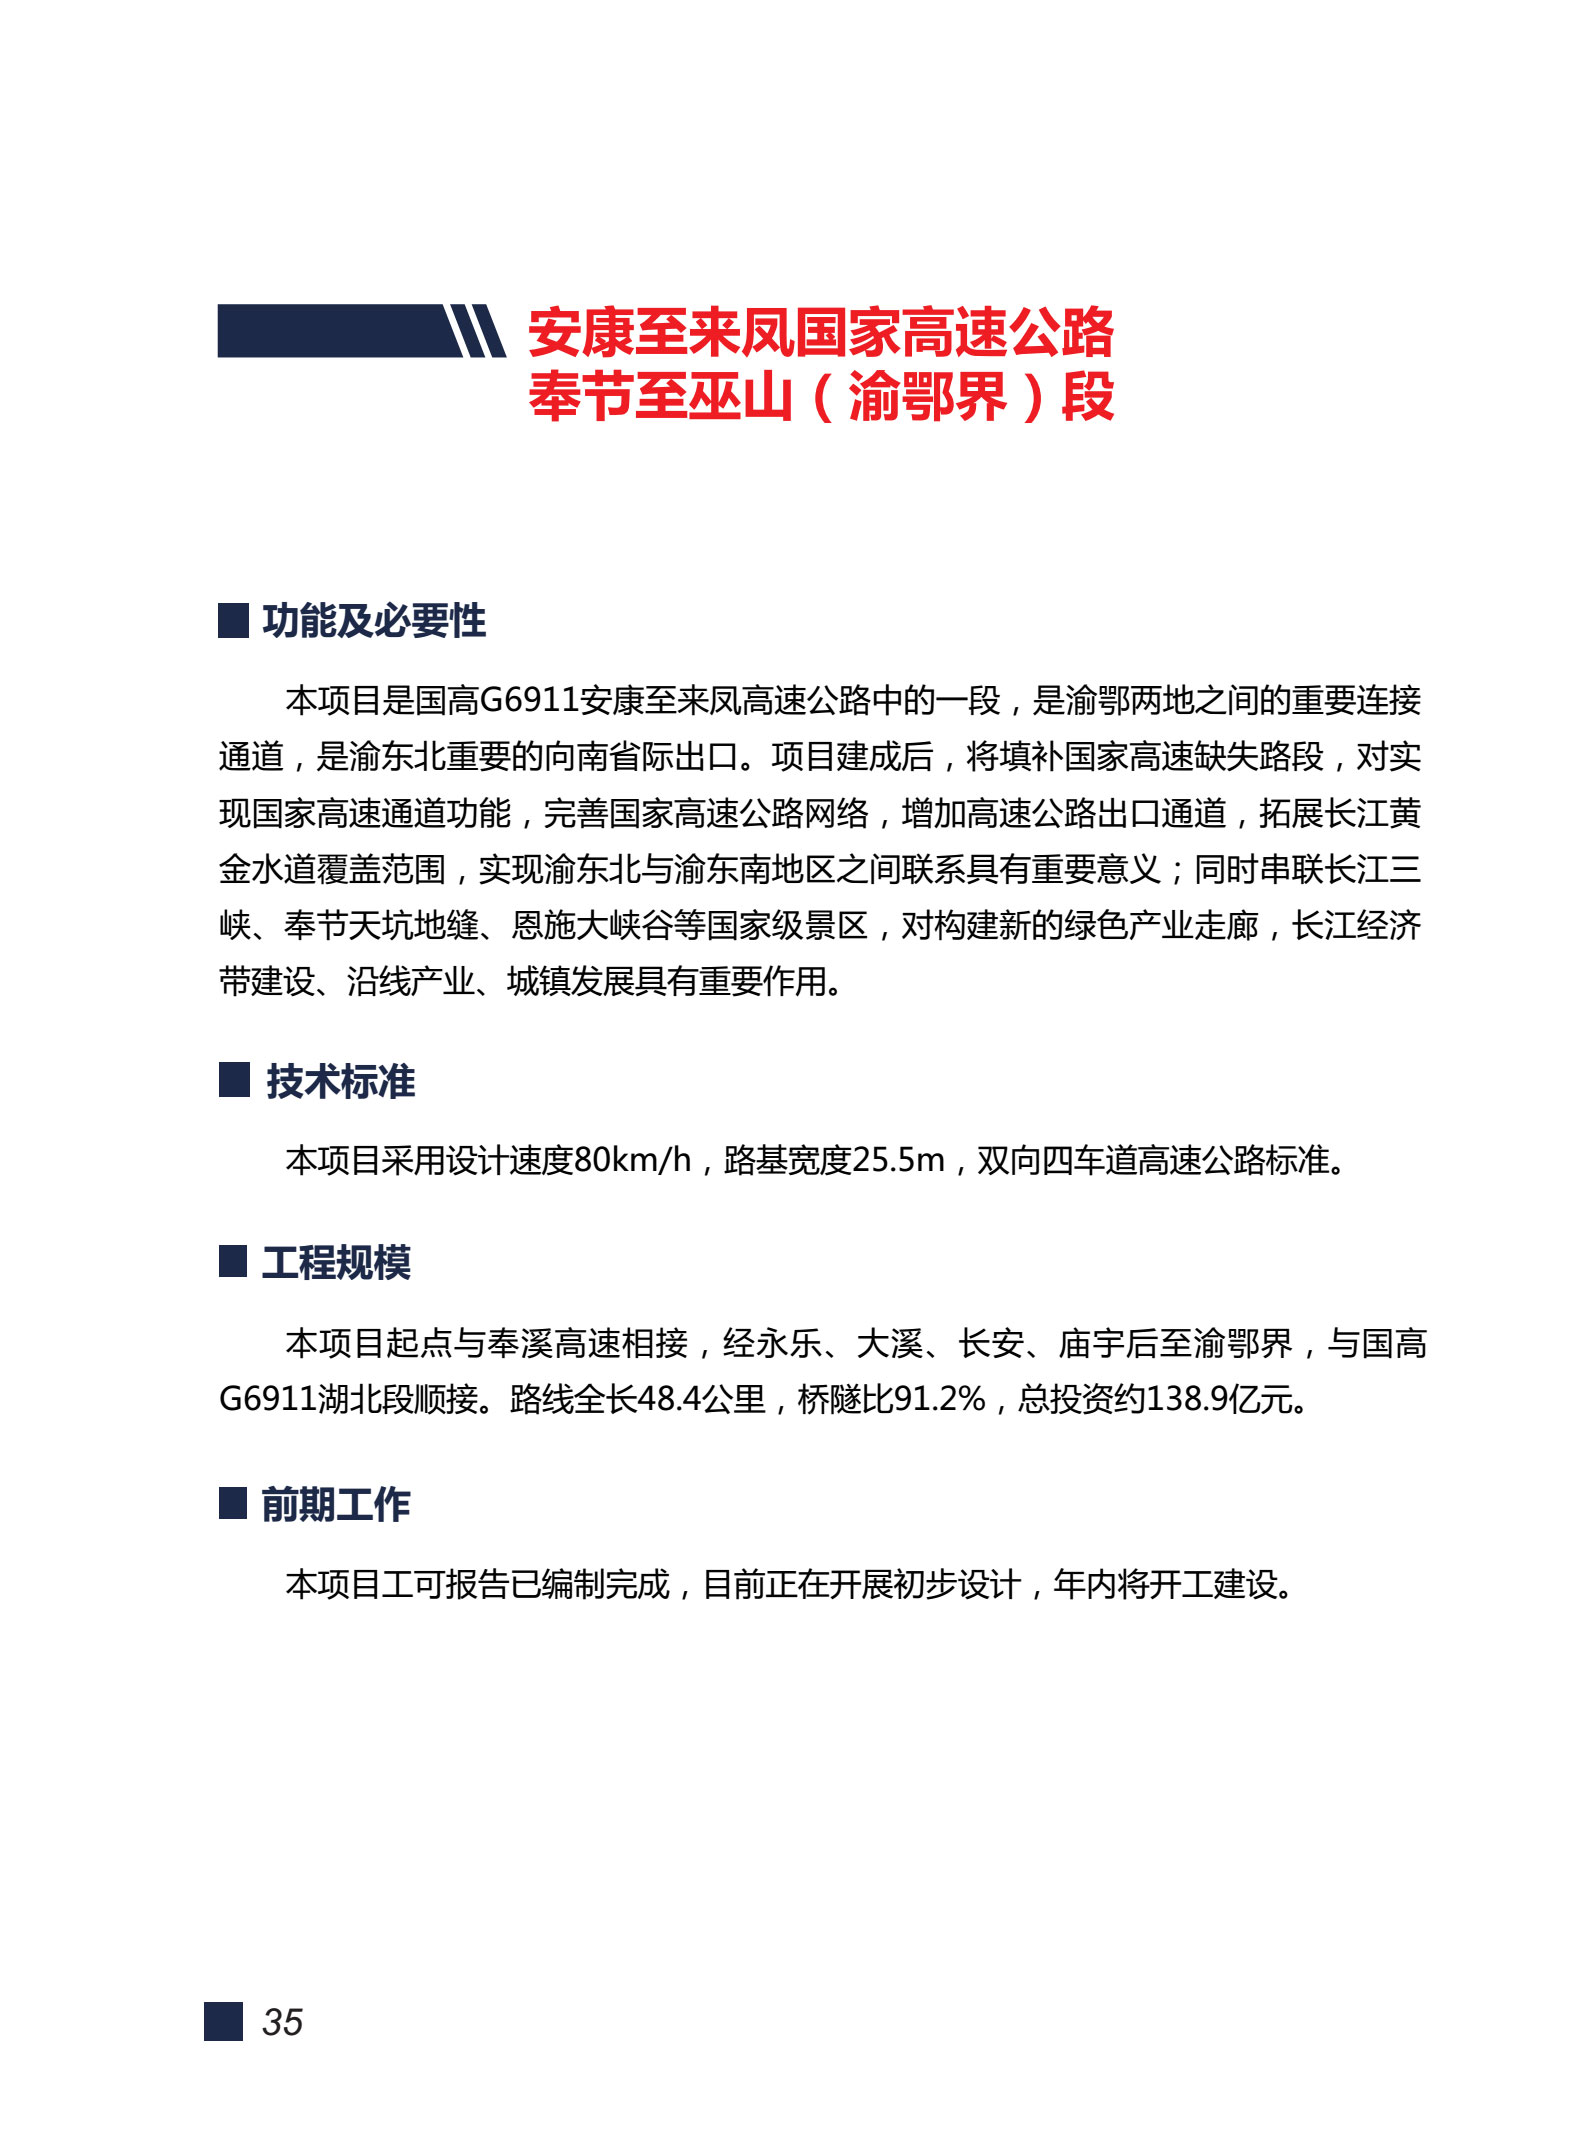 安康至来凤国家高速公路
奉节至巫山（渝鄂界）段
功能及必要性
本项目是国高G6911安康至来凤高速公路中的一段，是渝鄂两地之间的重要连接
通道，是渝东北重要的向南省际出口。项目建成后，将填补国家高速缺失路段，对实
现国家高速通道功能，完善国家高速公路网络，增加高速公路出口通道，拓展长江黄
金水道覆盖范围，实现渝东北与渝东南地区之间联系具有重要意义；同时串联长江三
峡、奉节天坑地缝、恩施大峡谷等国家级景区，对构建新的绿色产业走廊，长江经济
带建设、沿线产业、城镇发展具有重要作用。
技术标准
本项目采用设计速度80km/h，路基宽度25.5m，双向四车道高速公路标准。
工程规模
本项目起点与奉溪高速相接，经永乐、大溪、长安、庙宇后至渝鄂界，与国高
G6911湖北段顺接。路线全长48.4公里，桥隧比91.2%，总投资约138.9亿元。
前期工作
本项目工可报告已编制完成，目前正在开展初步设计，年内将开工建设。
35